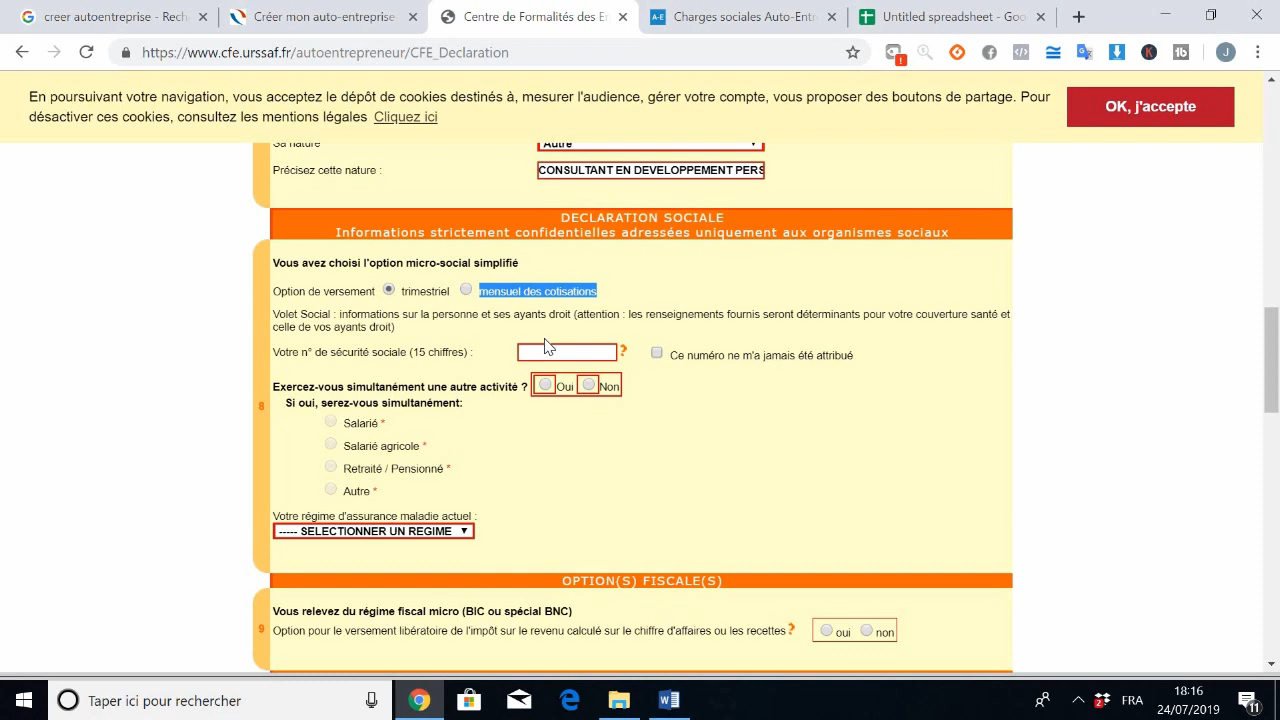 auto-entreprise - Rech
Créer mon auto-entreprise
Centre de Formalités des En
Charges sociales Auto-Entre
Untitled spreadsheet - Goo
https://www.cfe.urssaf.fr/autoentrepreneur/CFE_Declaration
J
En poursuivant votre navigation, vous acceptez le dépôt de cookies destinés à, mesurer l'audience, gérer votre compte, vous proposer des boutons de partage. Pour
désactiver ces cookies, consultez les mentions légales Cliquez ici
OK, j'accepte
Sa nature
Autre
Précisez cette nature :
CONSULTANT EN DEVELOPPEMENT PERS
DECLARATION SOCIALE
Informations strictement confidentielles adressées uniquement aux organismes sociaux
Vous avez choisi l'option micro-social simplifié
Option de versement trimestriel mensuel des cotisations
Volet Social : informations sur la personne et ses ayants droit (attention : les renseignements fournis seront déterminants pour votre couverture santé et
celle de vos ayants droit)
Votre n° de sécurité sociale (15 chiffres) : ? Ce numéro ne m'a jamais été attribué
Exercez-vous simultanément une autre activité ? Oui Non
Si oui, serez-vous simultanément:
8
Salarié *
Salarié agricole *
Retraité / Pensionné *
Autre *
Votre régime d'assurance maladie actuel :
----- SELECTIONNER UN REGIME
OPTION(S) FISCALE(S)
Vous relevez du régime fiscal micro (BIC ou spécial BNC)
9
Option pour le versement libératoire de l'impôt sur le revenu calculé sur le chiffre d'affaires ou les recettes ? oui non
Taper ici pour rechercher
FRA
18:16
24/07/2019
11